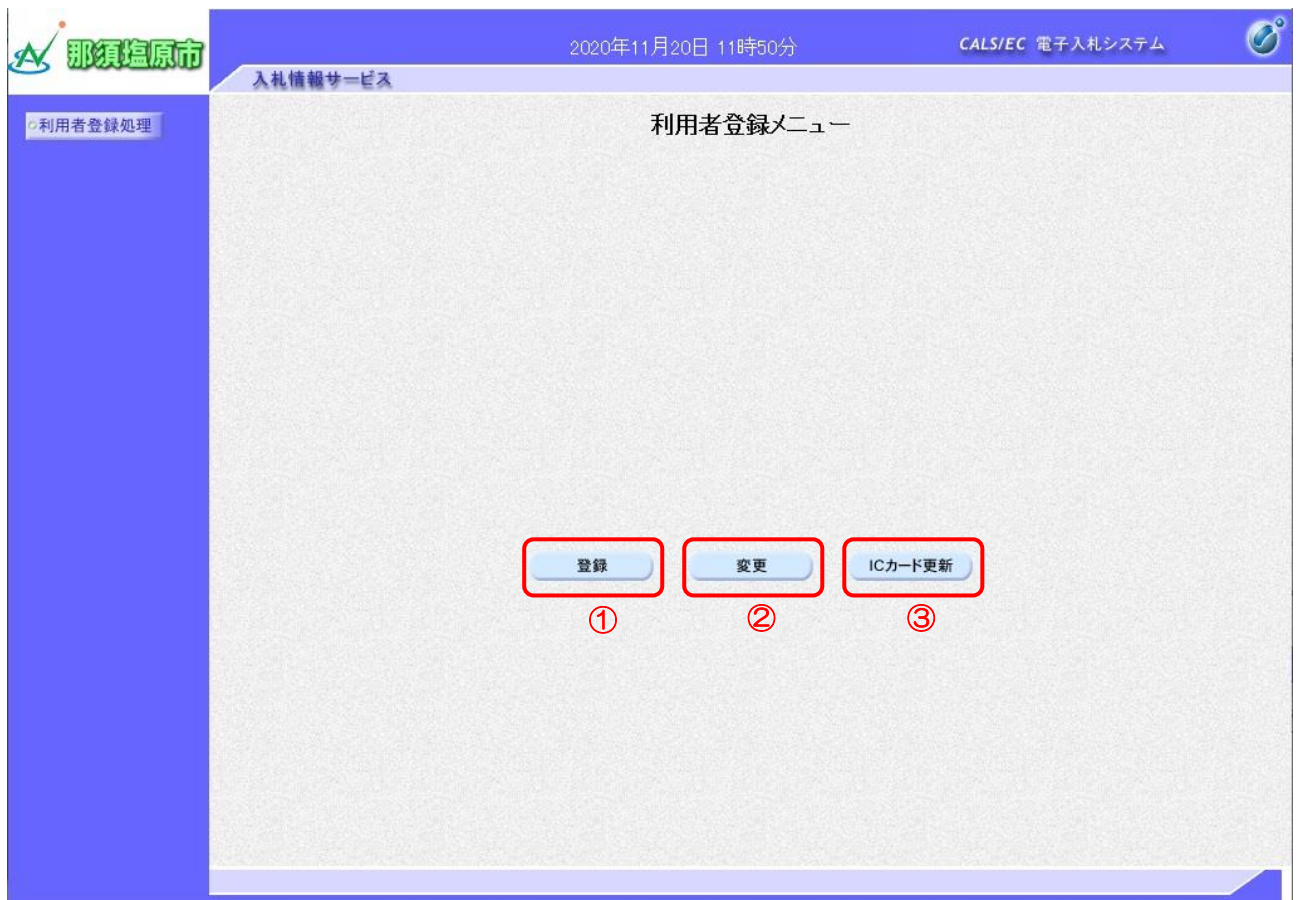 那須塩原市
2020年11月20日 11時50分
CALS/EC 電子入札システム
入札情報サービス
利用者登録処理
利用者登録メニュー
登録
変更
ICカード更新
①
②
③